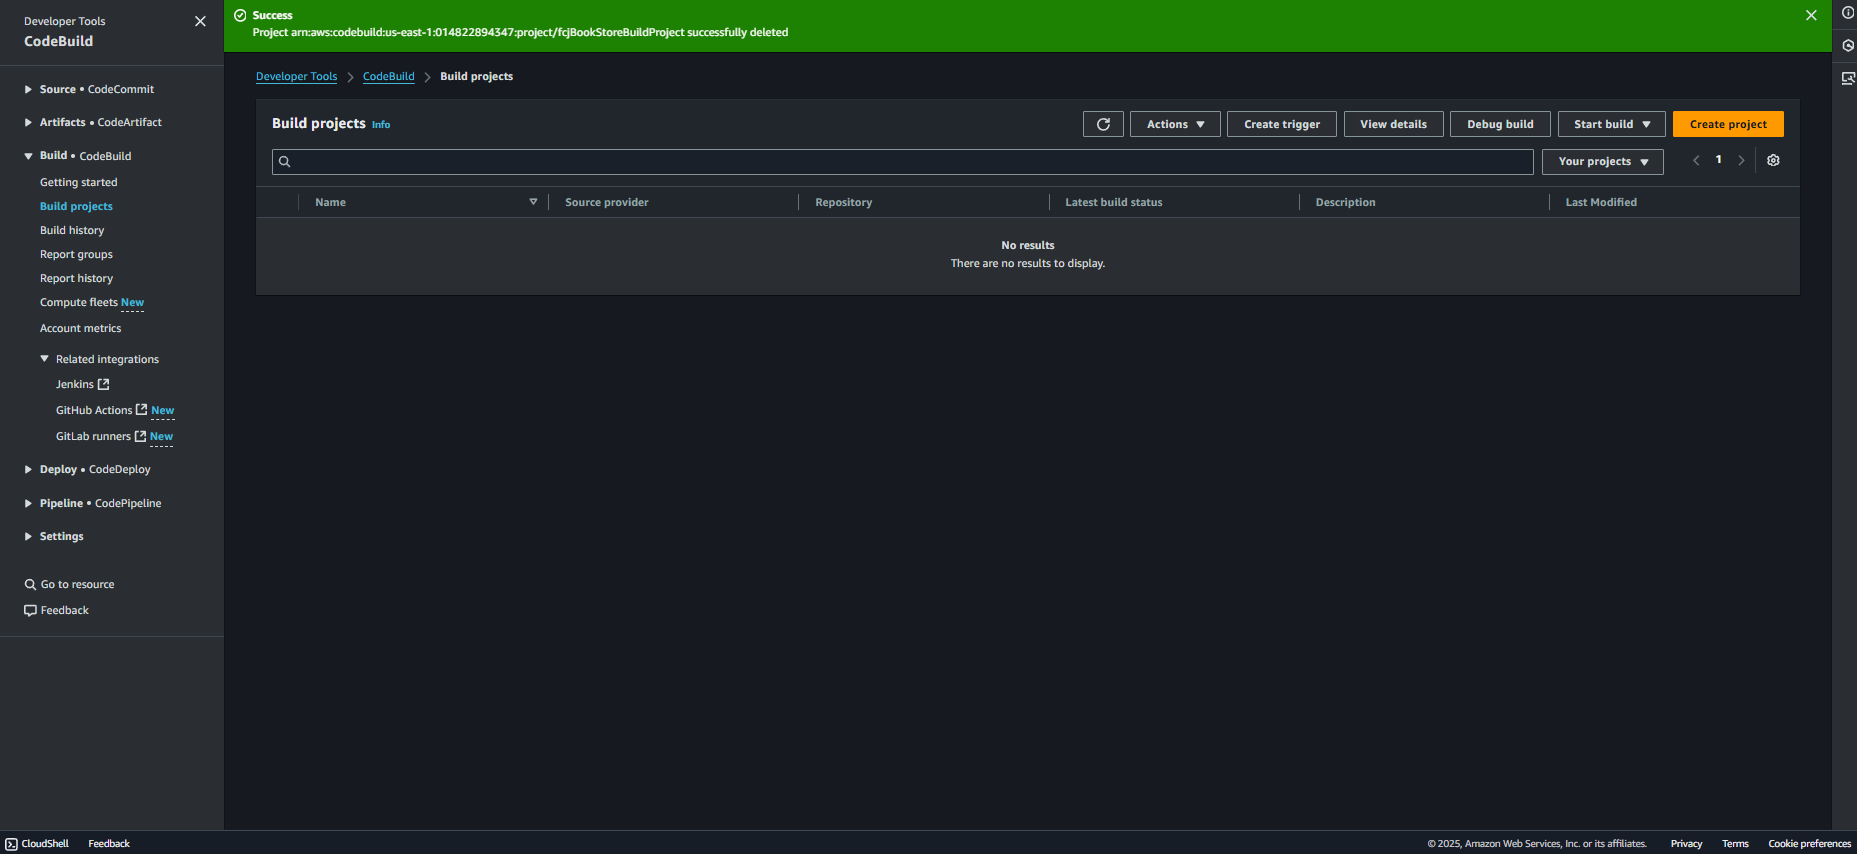 Developer Tools
CodeBuild
Source • CodeCommit
Artifacts • CodeArtifact
Build • CodeBuild
Getting started
Build projects
Build history
Report groups
Report history
Compute fleets New
Account metrics
Related integrations
Jenkins
GitHub Actions New
GitLab runners New
Deploy • CodeDeploy
Pipeline • CodePipeline
Settings
Go to resource
Feedback
Success
Project arn:aws:codebuild:us-east-1:014822894347:project/fcjBookStoreBuildProject successfully deleted
Developer Tools > CodeBuild > Build projects
Build projects Info
Actions
Create trigger
View details
Debug build
Start build
Create project
Your projects
1
Name
Source provider
Repository
Latest build status
Description
Last Modified
No results
There are no results to display.
CloudShell
Feedback
© 2025, Amazon Web Services, Inc. or its affiliates.
Privacy
Terms
Cookie preferences